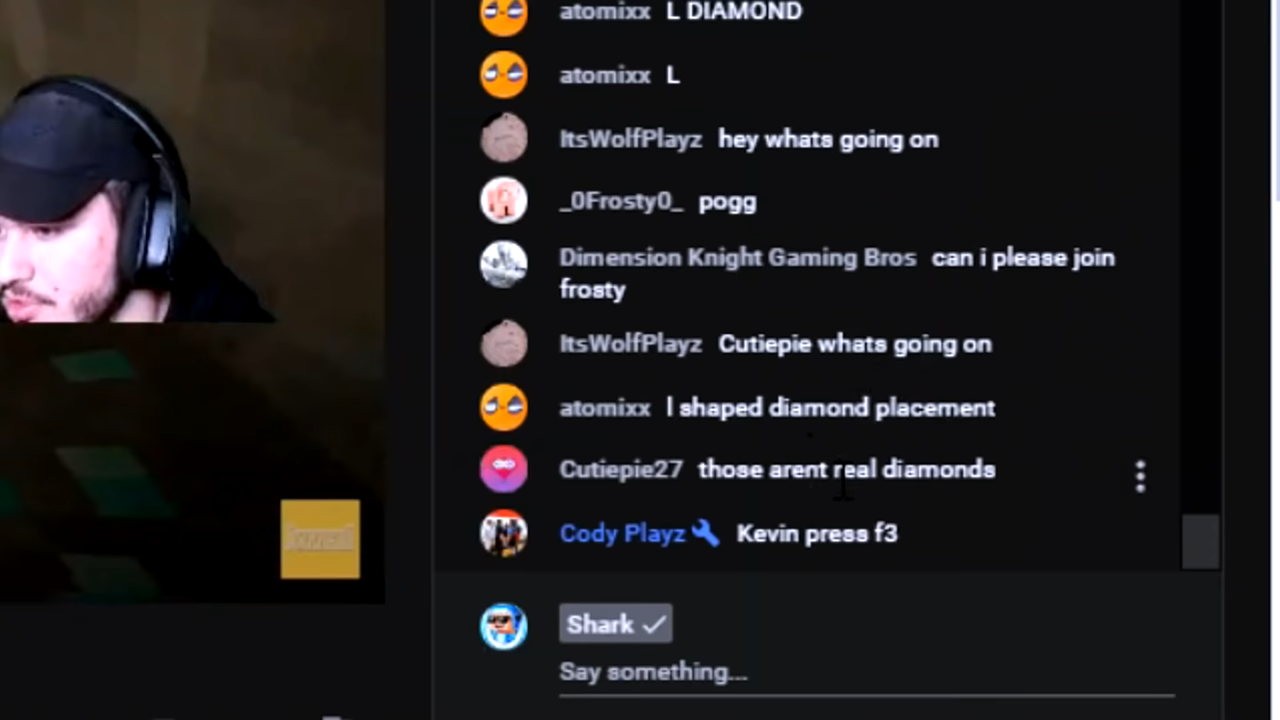 atomixx L DIAMOND
atomixx L
ItsWolfPlayz hey whats going on
_0Frosty0_ pogg
Dimension Knight Gaming Bros can i please join
frosty
ItsWolfPlayz Cutiepie whats going on
atomixx l shaped diamond placement
Cutiepie27 those arent real diamonds
Cody Playz Kevin press f3
Shark
Say something...